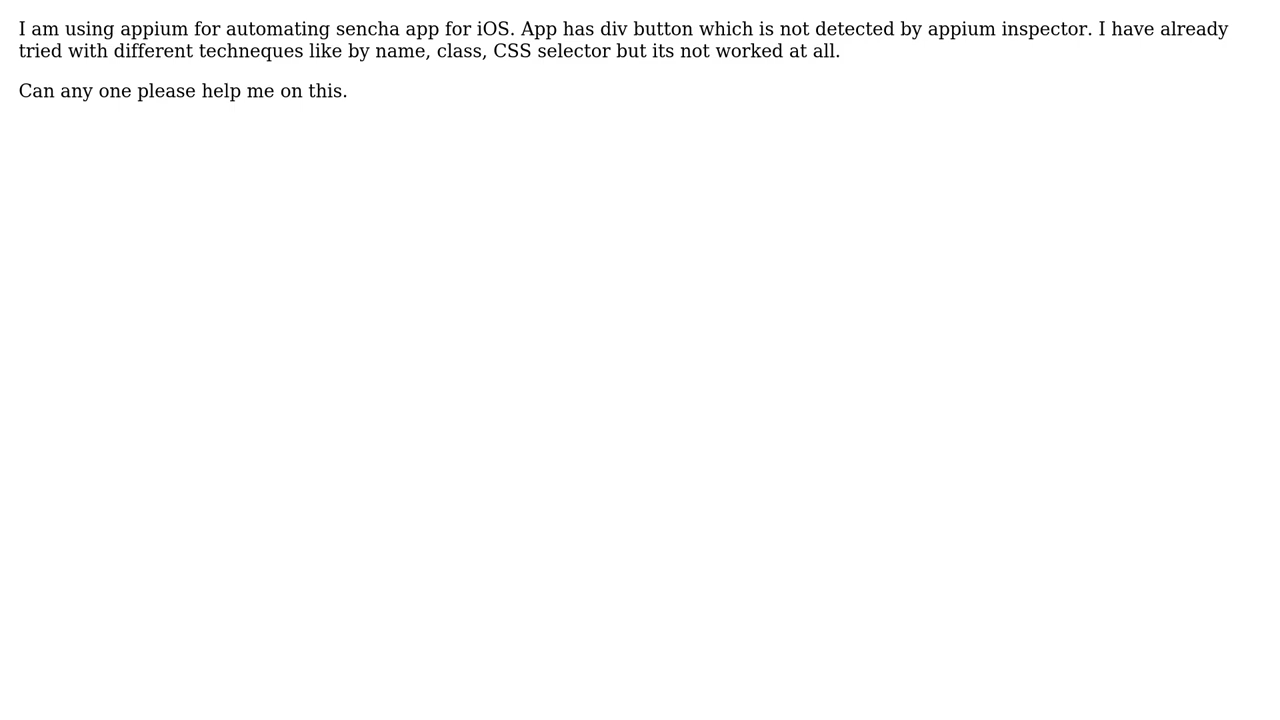 I am using appium for automating sencha app for iOS. App has div button which is not detected by appium inspector. I have already
tried with different techneques like by name, class, CSS selector but its not worked at all.
Can any one please help me on this.